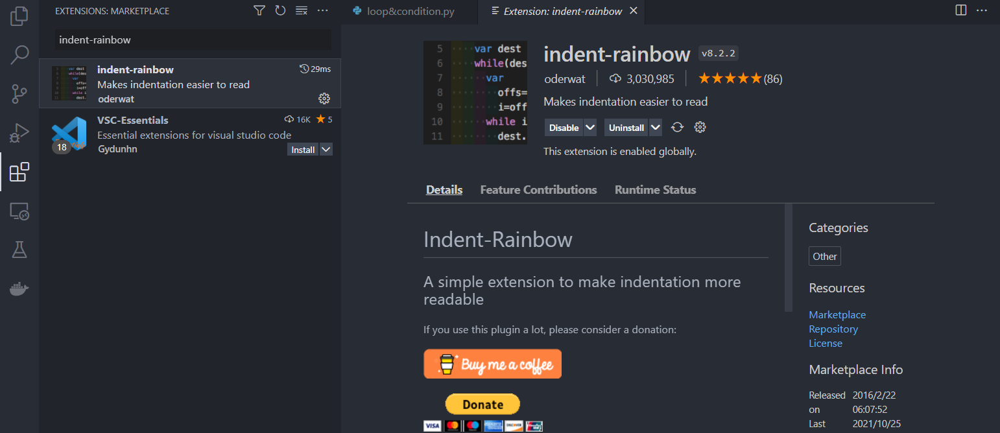 EXTENSIONS: MARKETPLACE
indent-rainbow
indent-rainbow
29ms
Makes indentation easier to read
oderwat
VSC-Essentials
16K
5
Essential extensions for visual studio code
18
Gydunhn
Install
loop&condition.py
Extension: indent-rainbow
5 ····var dest
6 ····while(des
7 ······var
8 ········offs=
9 ········i=off
10 ······while i
11 ········dest.
indent-rainbow
v8.2.2
oderwat
3,030,985
(86)
Makes indentation easier to read
Disable
Uninstall
This extension is enabled globally.
Details
Feature Contributions
Runtime Status
Indent-Rainbow
A simple extension to make indentation more
readable
If you use this plugin a lot, please consider a donation:
Buy me a coffee
Donate
VISA
DISCOVER
Categories
Other
Resources
Marketplace
Repository
License
Marketplace Info
Released 2016/2/22
on 06:07:52
Last 2021/10/25